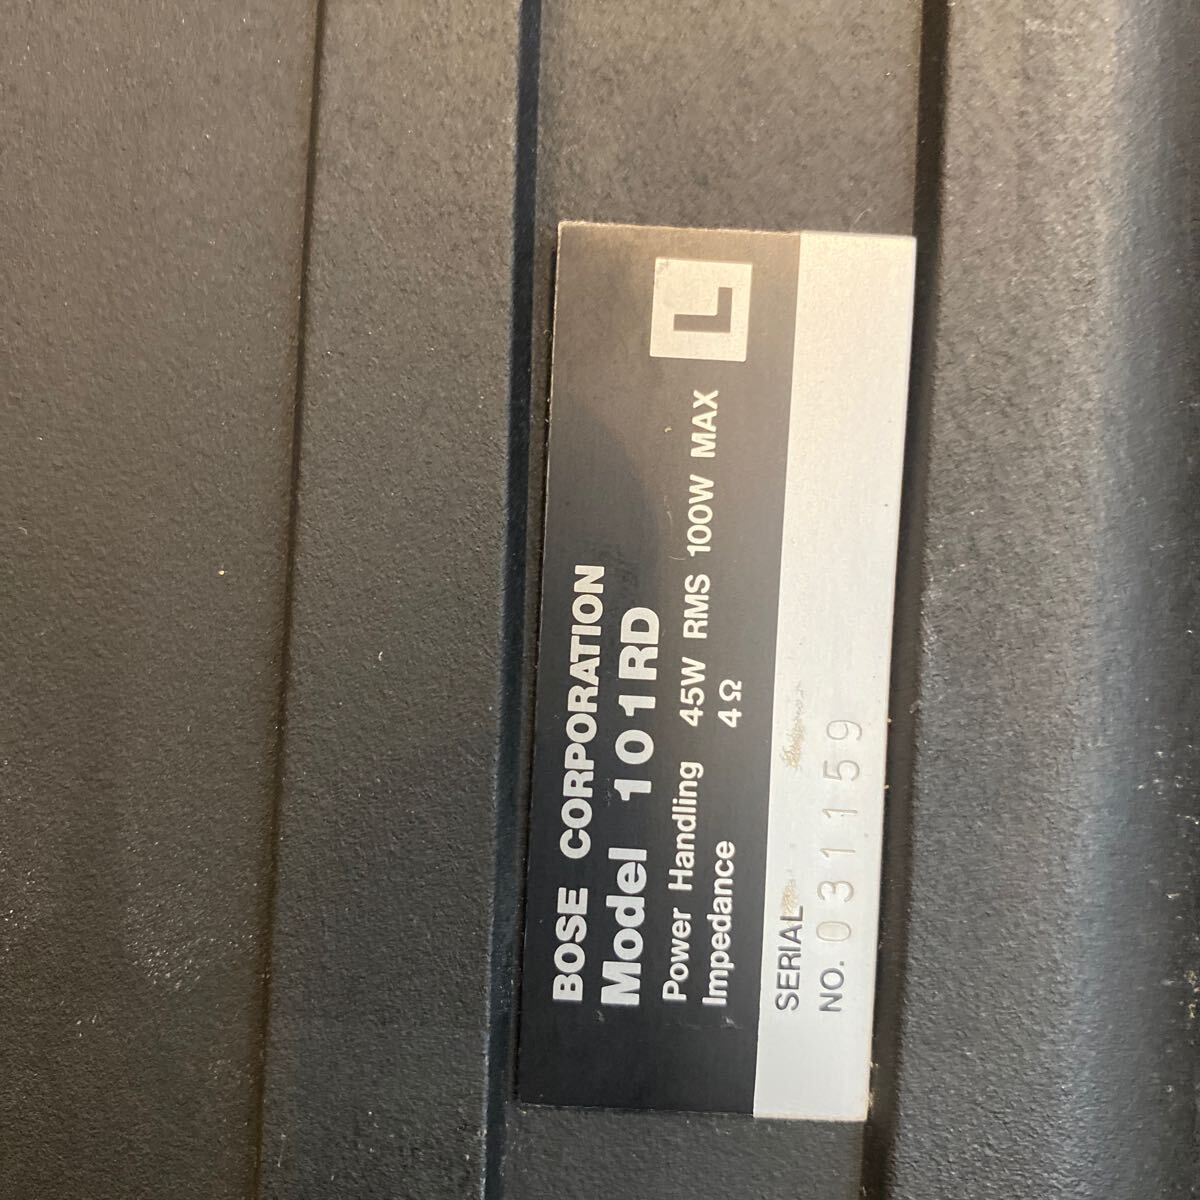 BOSE CORPORATION
Model 101RD
Power Handling 45W RMS 100W MAX
Impedance 4Ω
L
SERIAL
NO. 031159